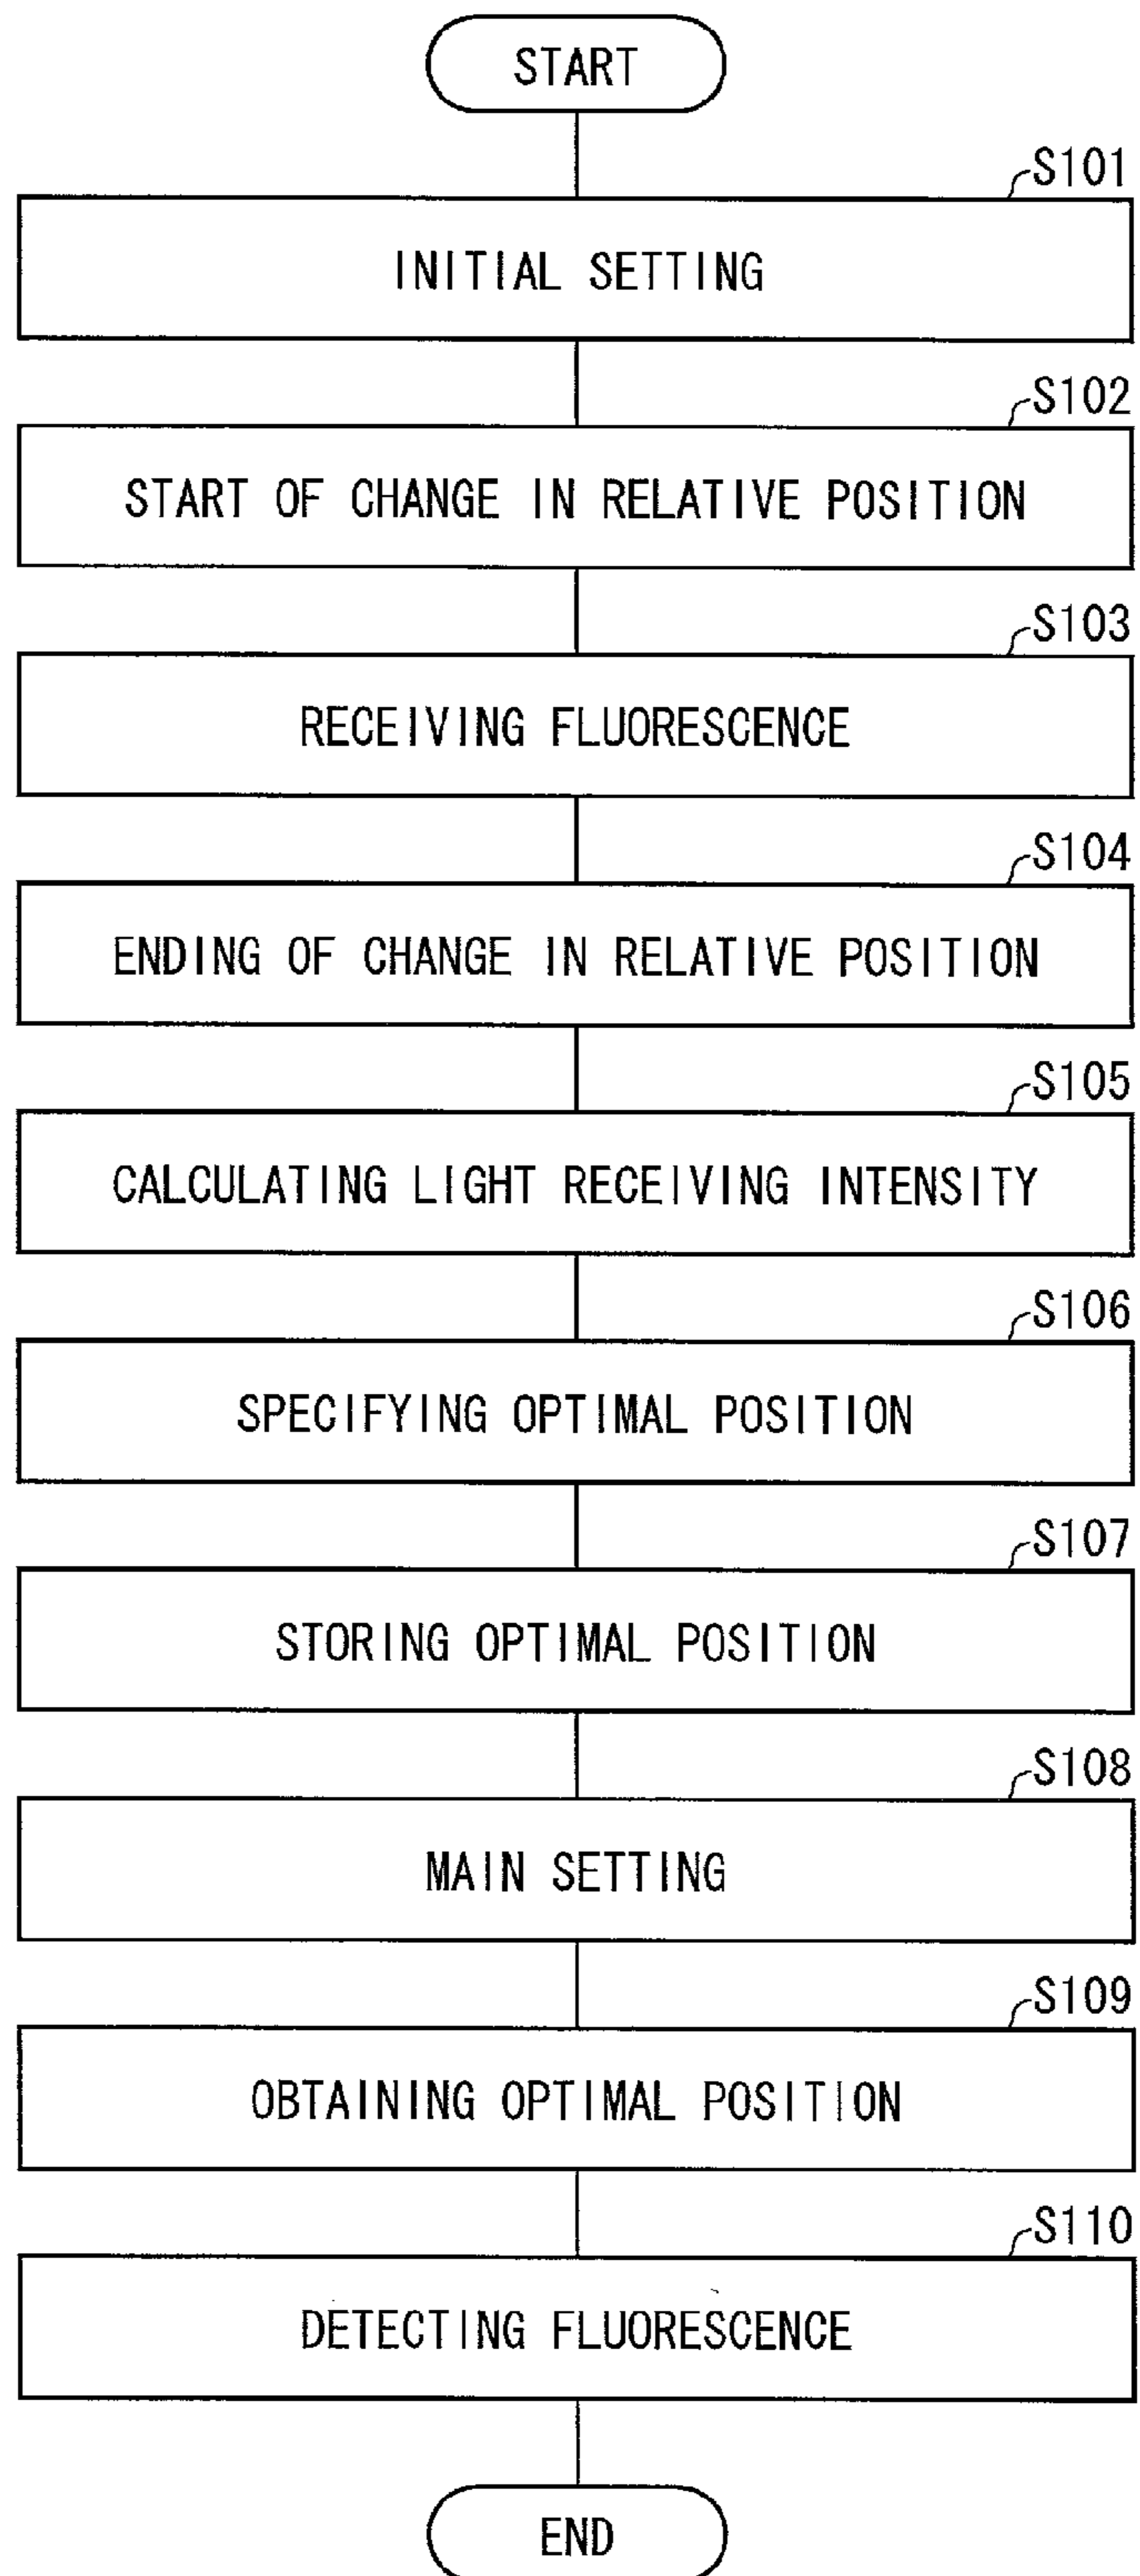 START
S101
INITIAL SETTING
S102
START OF CHANGE IN RELATIVE POSITION
S103
RECEIVING FLUORESCENCE
S104
ENDING OF CHANGE IN RELATIVE POSITION
S105
CALCULATING LIGHT RECEIVING INTENSITY
S106
SPECIFYING OPTIMAL POSITION
S107
STORING OPTIMAL POSITION
S108
MAIN SETTING
S109
OBTAINING OPTIMAL POSITION
S110
DETECTING FLUORESCENCE
END